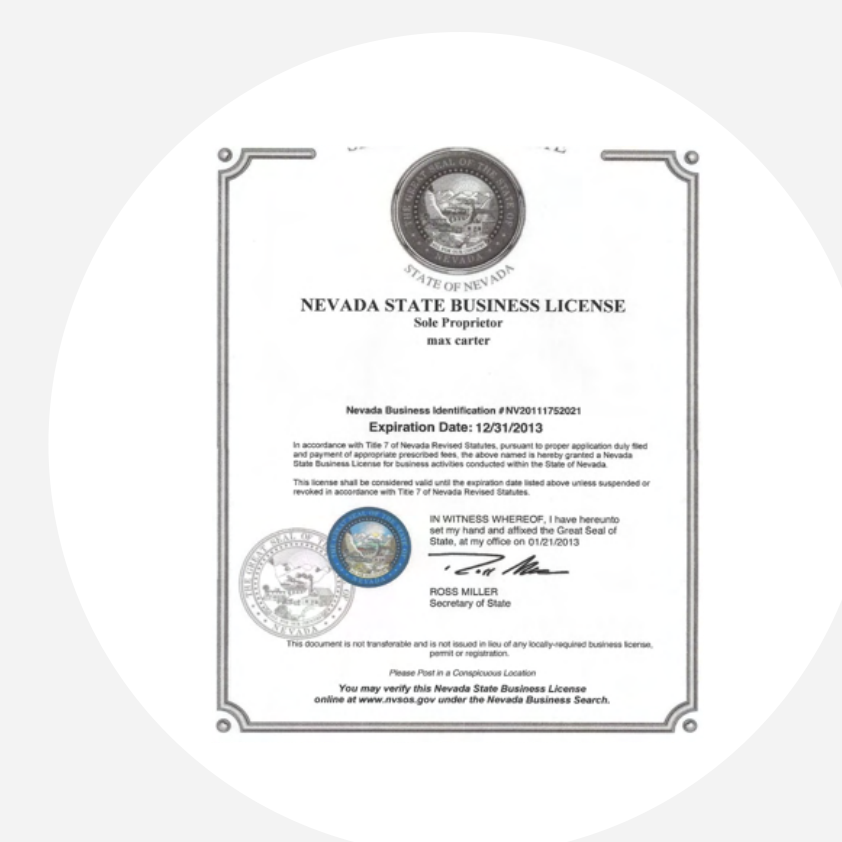 THE GREAT SEAL OF THE STATE OF
NEVADA
STATE OF NEVADA
NEVADA STATE BUSINESS LICENSE
Sole Proprietor
max carter
Nevada Business Identification # NV20111752021
Expiration Date: 12/31/2013
In accordance with Title 7 of Nevada Revised Statutes, pursuant to proper application duly filed
and payment of appropriate prescribed fees, the above named is hereby granted a Nevada
State Business License for business activities conducted within the State of Nevada.
This license shall be considered valid until the expiration date listed above unless suspended or
revoked in accordance with Title 7 of Nevada Revised Statutes.
IN WITNESS WHEREOF, I have hereunto
set my hand and affixed the Great Seal of
State, at my office on 01/21/2013
ROSS MILLER
Secretary of State
NEVADA
NEVADA
This document is not transferable and is not issued in lieu of any locally-required business license,
permit or registration.
Please Post in a Conspicuous Location
You may verify this Nevada State Business License
online at www.nvsos.gov under the Nevada Business Search.